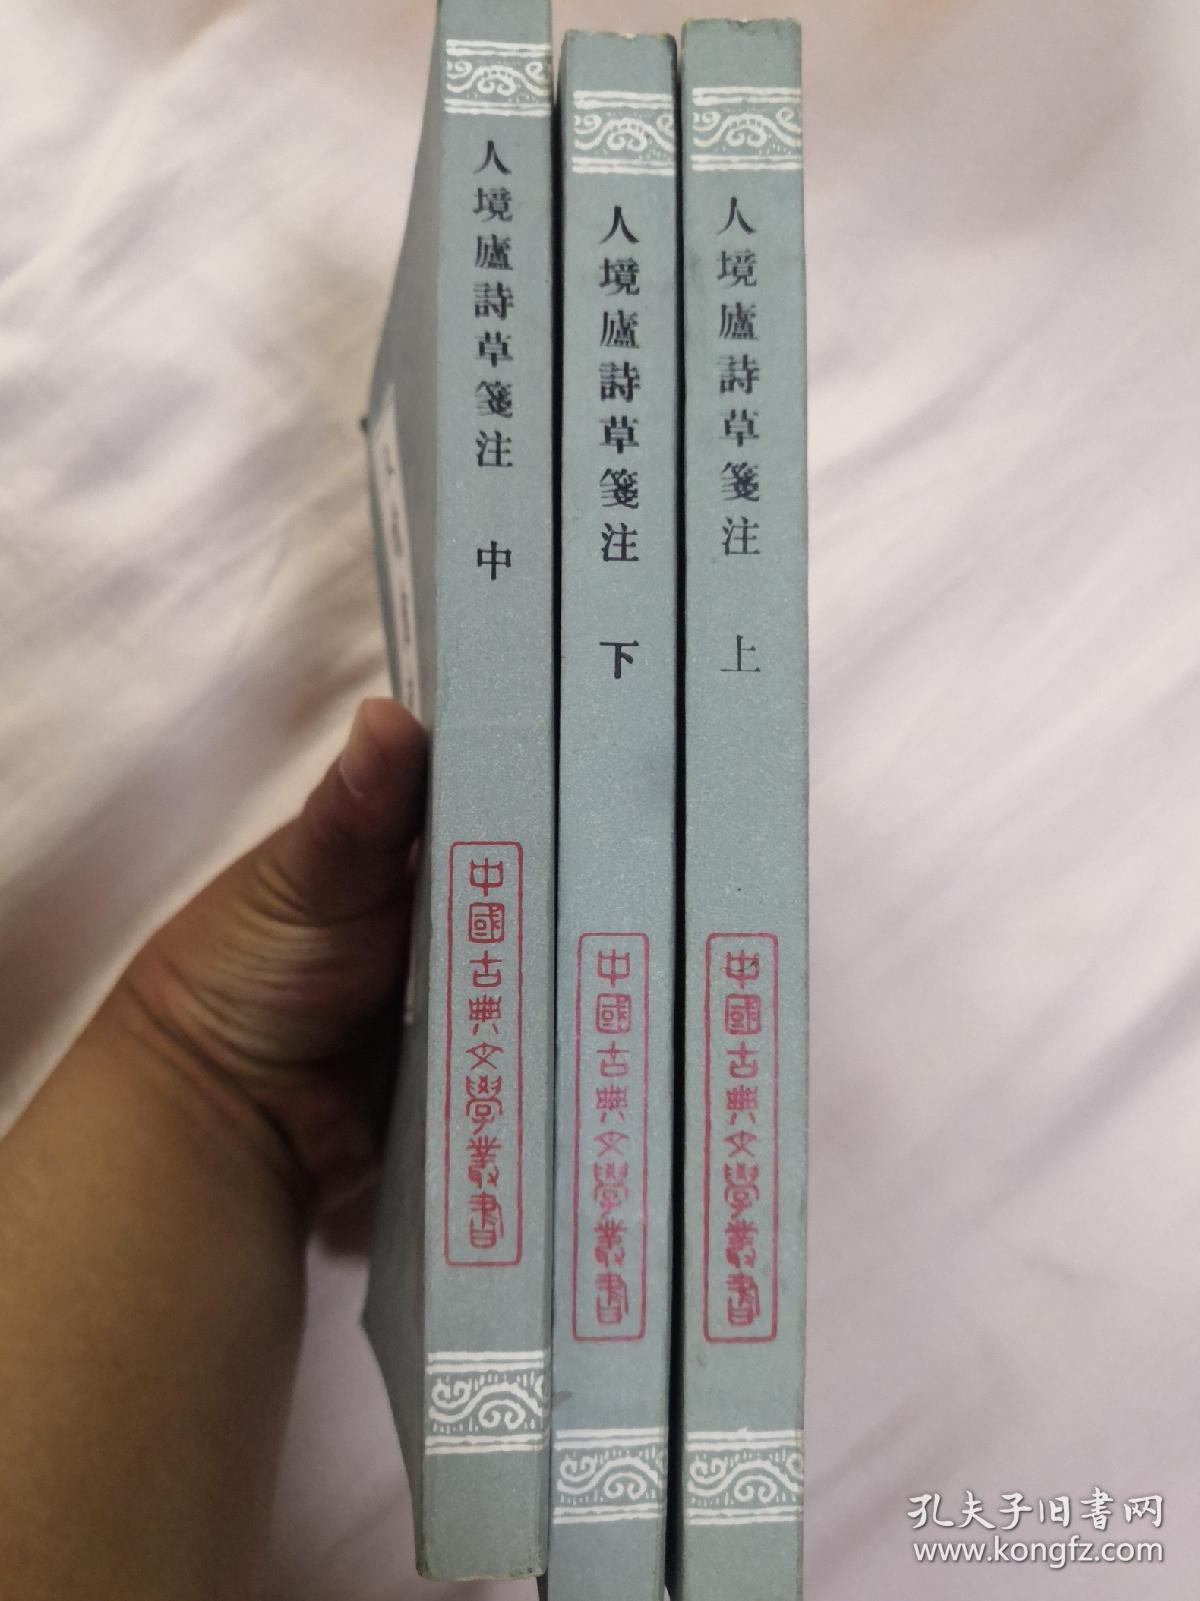 人境廬詩草箋注 中
中國古典文學叢書
人境廬詩草箋注 下
中國古典文學叢書
人境廬詩草箋注 上
中國古典文學叢書
孔夫子旧書网
www.kongfz.com